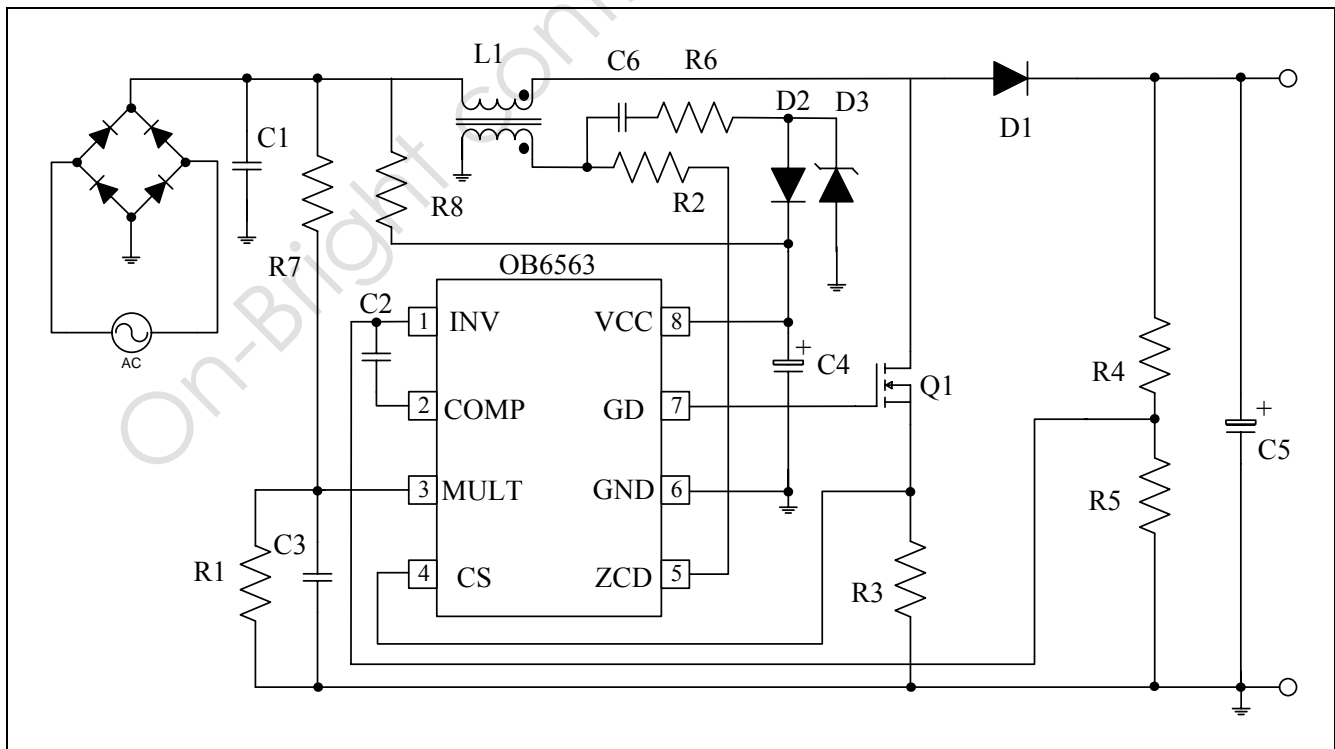 L1
C6
R6
D2
D3
D1
C1
R8
R2
R7
OB6563
C2
1
INV
VCC
8
+
C4
AC
2
COMP
GD
7
Q1
R4
+
C5
3
MULT
GND
6
R5
C3
R1
4
CS
ZCD
5
R3
On-Bright